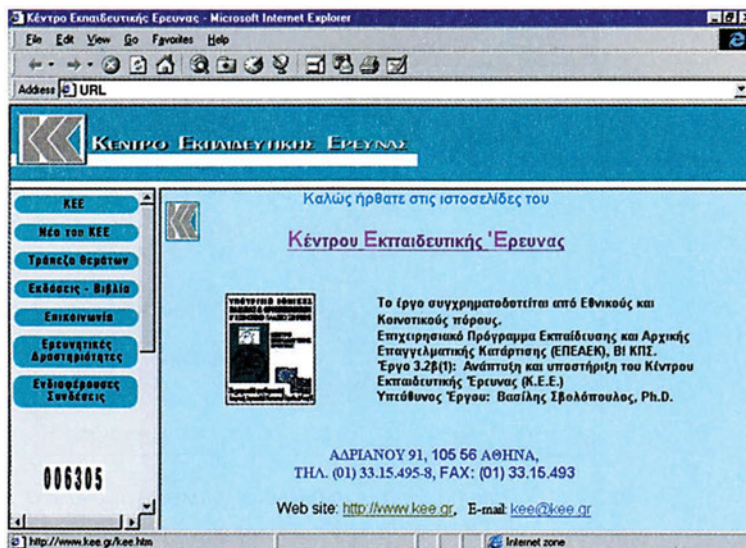 Κέντρο Εκπαιδευτικής Ερευνας - Microsoft Internet Explorer
File Edit View Go Favorites Help
Address URL
ΚΕΝΤΡΟ ΕΚΠΑΙΔΕΥΤΙΚΗΣ ΕΡΕΥΝΑΣ
ΚΕΕ
Νέα του ΚΕΕ
Τράπεζα Θεμάτων
Εκδόσεις - Βιβλία
Επικοινωνία
Ερευνητικές
Δραστηριότητες
Ενδιαφέρουσες
Συνδέσεις
006305
Καλώς ήρθατε στις ιστοσελίδες του
Κέντρου Εκπαιδευτικής Έρευνας
Το έργο συγχρηματοδοτείται από Εθνικούς και
Κοινοτικούς πόρους.
Επιχειρησιακό Πρόγραμμα Εκπαίδευσης και Αρχικής
Επαγγελματικής Κατάρτισης (ΕΠΕΑΕΚ), Β! ΚΠΣ.
Έργο 3.2β(1): Ανάπτυξη και υποστήριξη του Κέντρου
Εκπαιδευτικής Έρευνας (Κ.Ε.Ε.)
Υπεύθυνος Έργου: Βασίλης Σβολόπουλος, Ph.D.
ΑΔΡΙΑΝΟΥ 91, 105 56 ΑΘΗΝΑ,
ΤΗΛ. (01) 33.15.495-8, FAX: (01) 33.15.493
Web site: http://www.kee.gr, E-mail: kee@kee.gr
http://www.kee.gr/kee.htm
Internet zone